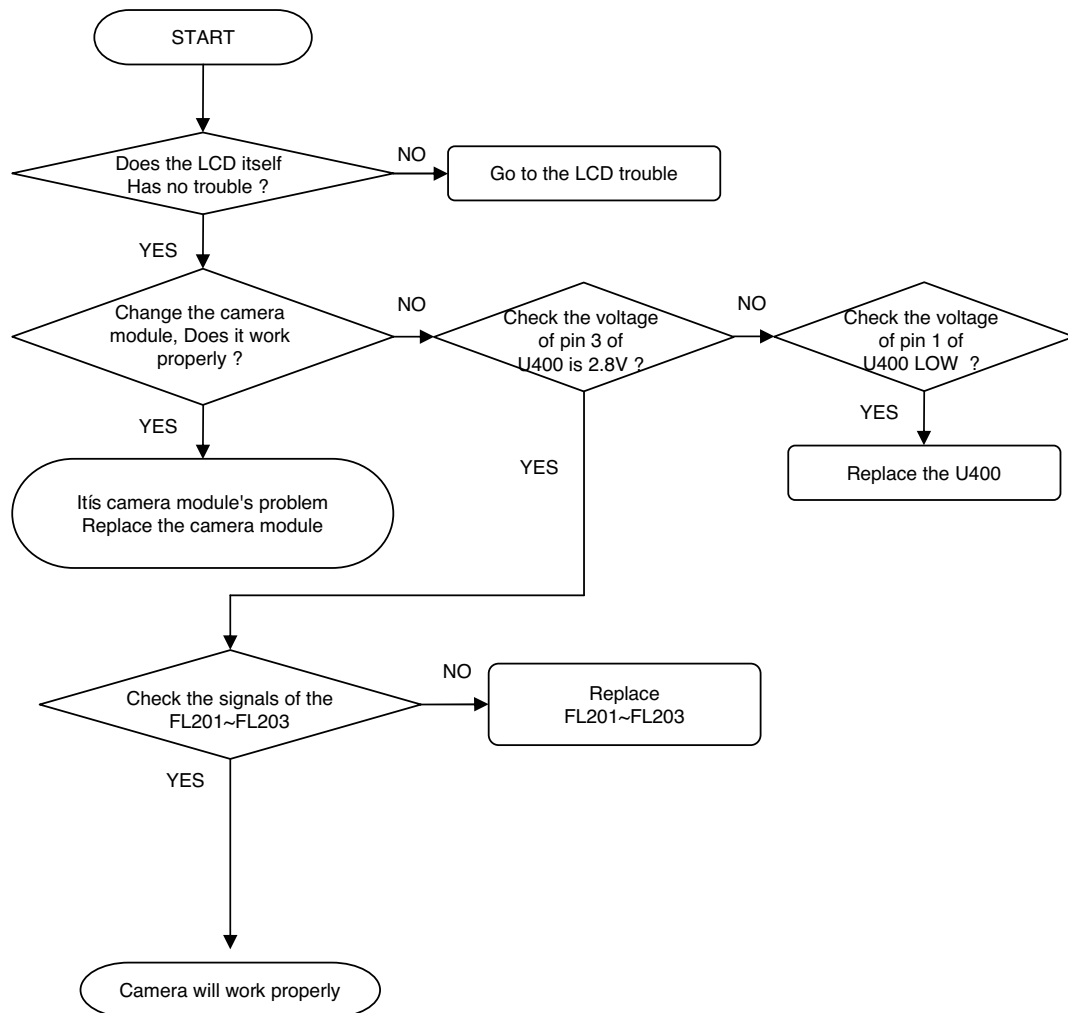 START
Does the LCD itself
Has no trouble ?
NO
Go to the LCD trouble
YES
Change the camera
module, Does it work
properly ?
NO
Check the voltage
of pin 3 of
U400 is 2.8V ?
NO
Check the voltage
of pin 1 of
U400 LOW ?
YES
YES
YES
Itís camera module's problem
Replace the camera module
Replace the U400
Check the signals of the
FL201~FL203
NO
Replace
FL201~FL203
YES
Camera will work properly